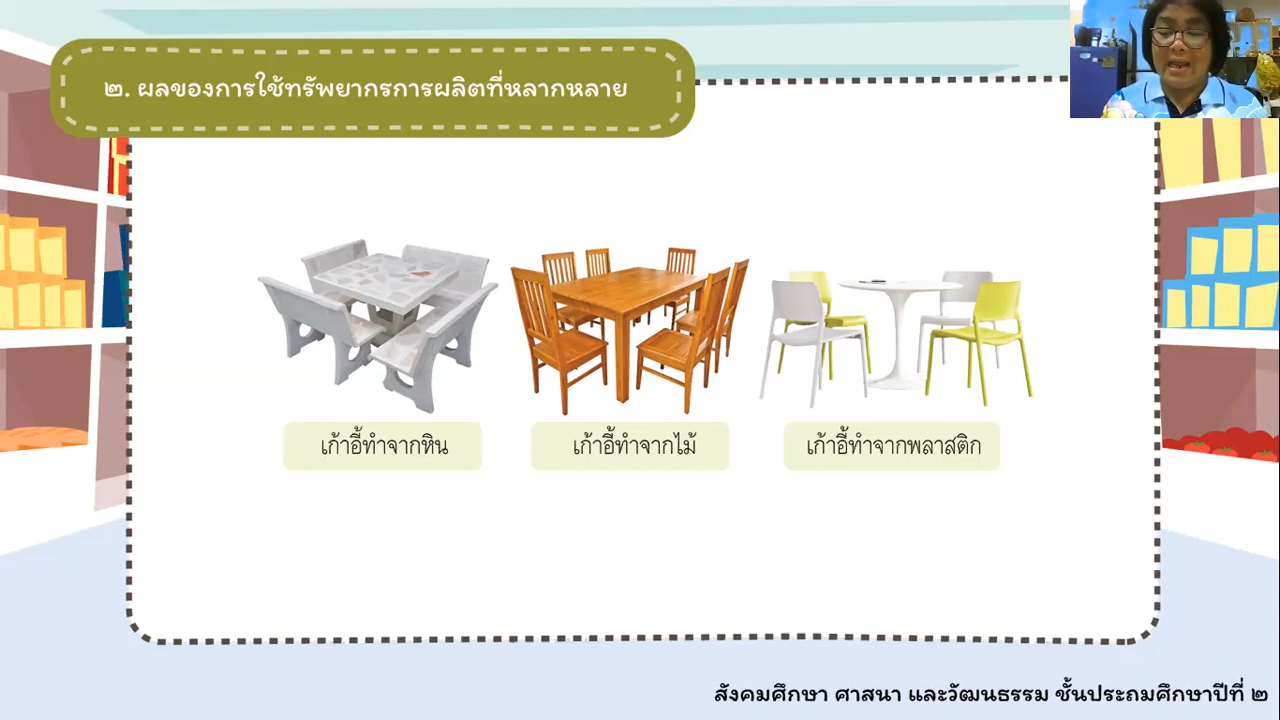 ๒. ผลของการใช้ทรัพยากรการผลิตที่หลากหลาย
เก้าอี้ทำจากหิน
เก้าอี้ทำจากไม้
เก้าอี้ทำจากพลาสติก
สังคมศึกษา ศาสนา และวัฒนธรรม ชั้นประถมศึกษาปีที่ ๒